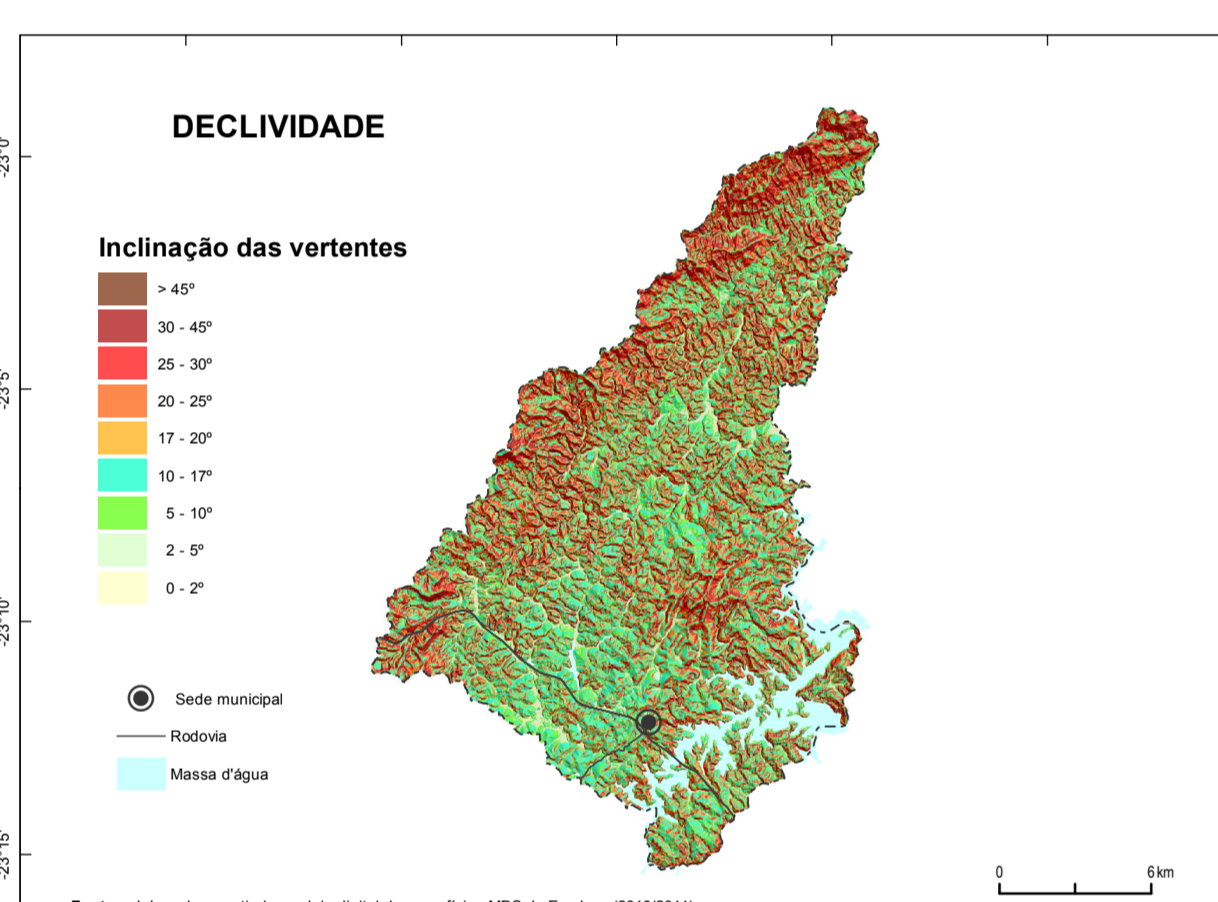 DECLIVIDADE
-23°0'
Inclinação das vertentes
> 45º
30 - 45º
25 - 30º
20 - 25º
17 - 20º
10 - 17º
5 - 10º
2 - 5º
0 - 2º
-23°5'
-23°10'
Sede municipal
Rodovia
Massa d'água
-23°15'
0 6 km